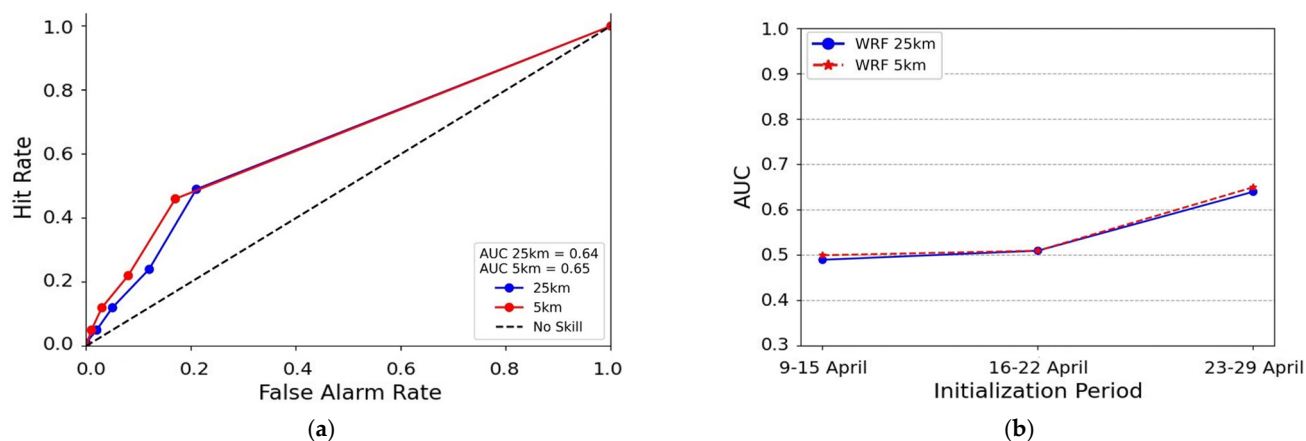 1.0
0.8
0.6
0.4
0.2
0.0
Hit Rate
AUC 25km = 0.64
AUC 5km = 0.65
25km
5km
No Skill
0.0 0.2 0.4 0.6 0.8 1.0
False Alarm Rate
(a)
WRF 25km
WRF 5km
1.0
0.9
0.8
0.7
0.6
0.5
0.4
0.3
AUC
9-15 April 16-22 April 23-29 April
Initialization Period
(b)